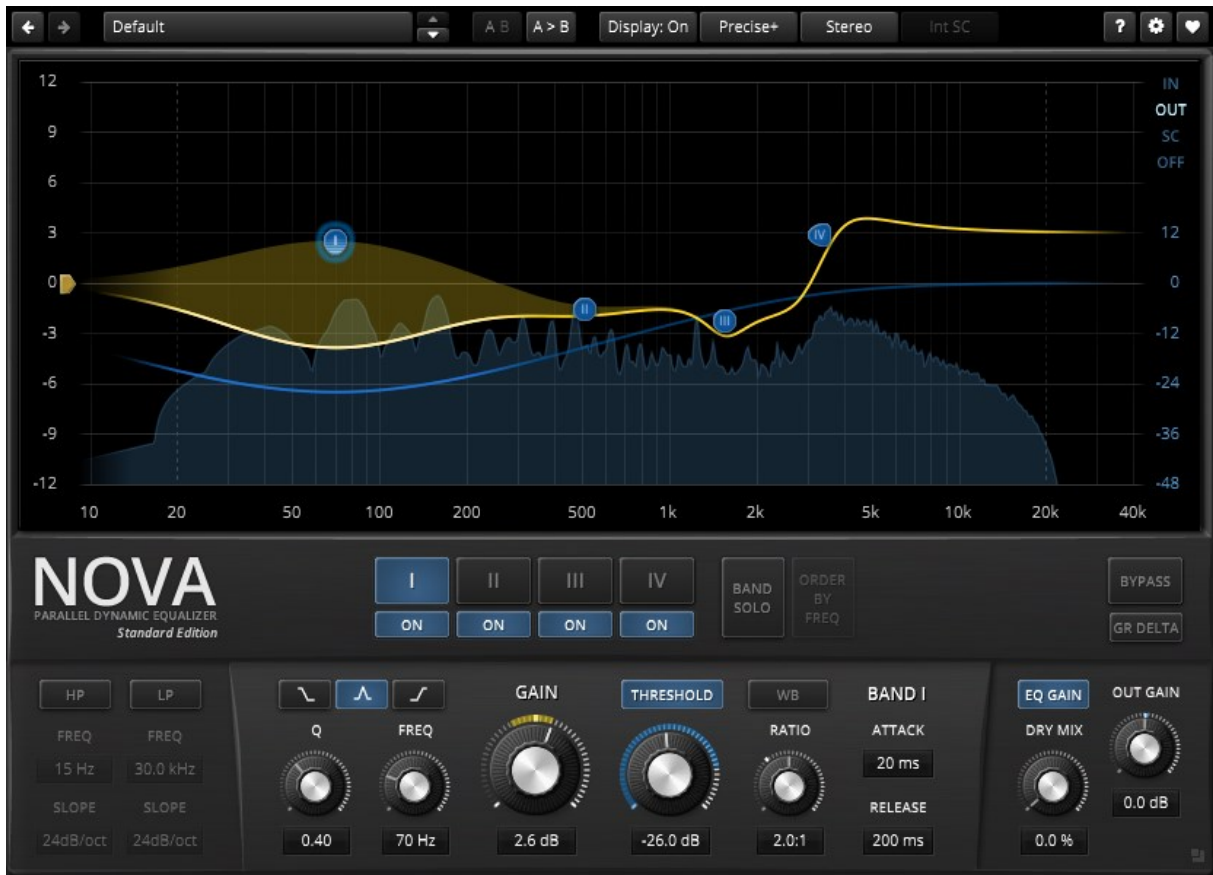 Default A B A > B Display: On Precise+ Stereo Int SC ?
12 IN
9 OUT
6 SC
OFF
3 12
0 0
-3 -12
-6 -24
-9 -36
-12 -48
I II III IV
10 20 50 100 200 500 1k 2k 5k 10k 20k 40k
NOVA
PARALLEL DYNAMIC EQUALIZER
Standard Edition
I II III IV
ON ON ON ON
BAND
SOLO
ORDER
BY
FREQ
BYPASS
GR DELTA
HP LP
FREQ FREQ
15 Hz 30.0 kHz
SLOPE SLOPE
24dB/oct 24dB/oct
Q FREQ
0.40 70 Hz
GAIN
2.6 dB
THRESHOLD
-26.0 dB
WB
RATIO
2.0:1
BAND I
ATTACK
20 ms
RELEASE
200 ms
EQ GAIN
DRY MIX
0.0 %
OUT GAIN
0.0 dB